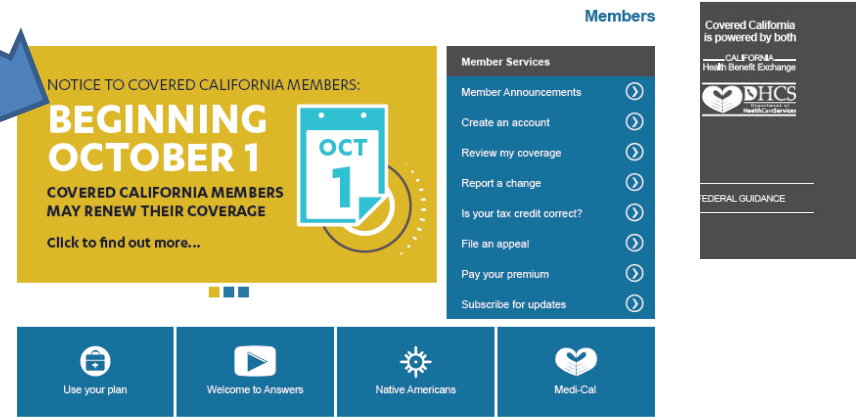 Members
NOTICE TO COVERED CALIFORNIA MEMBERS:
BEGINNING
OCTOBER 1
COVERED CALIFORNIA MEMBERS
MAY RENEW THEIR COVERAGE
Click to find out more...
OCT
1
Member Services
Member Announcements
Create an account
Review my coverage
Report a change
Is your tax credit correct?
File an appeal
Pay your premium
Subscribe for updates
Use your plan
Welcome to Answers
Native Americans
Medi-Cal
Covered California
is powered by both
CALIFORNIA
Health Benefit Exchange
DHCS
Department of
HealthCareServices
FEDERAL GUIDANCE